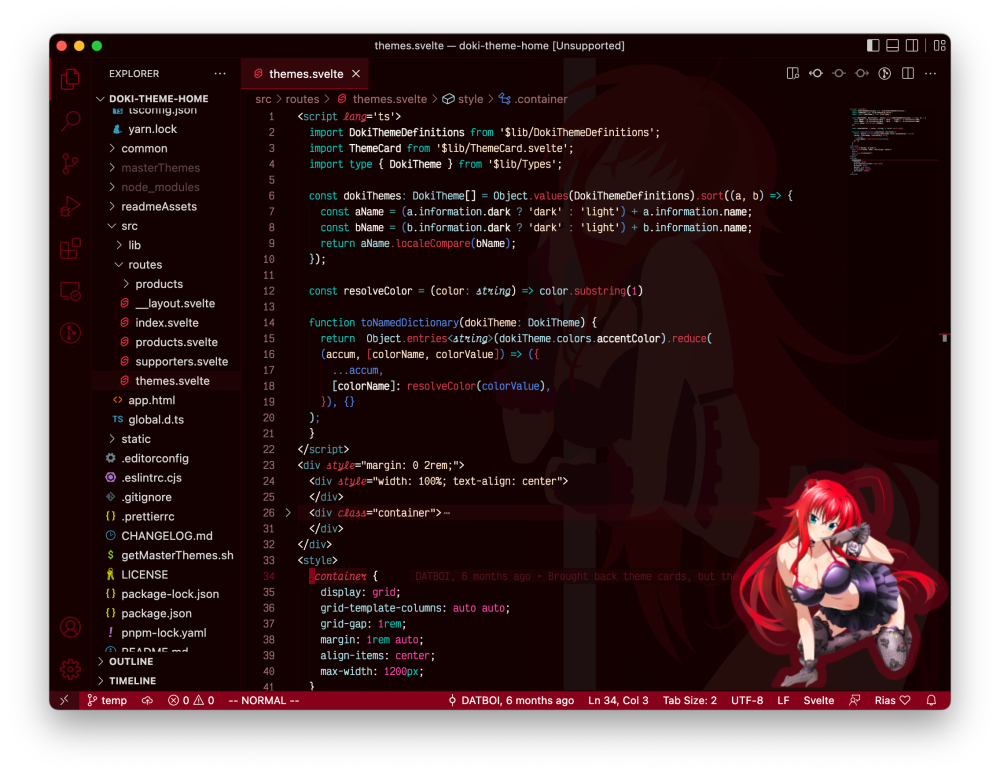 themes.svelte — doki-theme-home [Unsupported]
EXPLORER
DOKI-THEME-HOME
tsconfig.json
yarn.lock
common
masterThemes
node_modules
readmeAssets
src
lib
routes
products
__layout.svelte
index.svelte
products.svelte
supporters.svelte
themes.svelte
app.html
TS global.d.ts
static
.editorconfig
.eslintrc.cjs
.gitignore
{} .prettierrc
CHANGELOG.md
$ getMasterThemes.sh
LICENSE
{} package-lock.json
{} package.json
! pnpm-lock.yaml
README.md
OUTLINE
TIMELINE
themes.svelte
src > routes > themes.svelte > style > .container
1 <script lang='ts'>
2 import DokiThemeDefinitions from '$lib/DokiThemeDefinitions';
3 import ThemeCard from '$lib/ThemeCard.svelte';
4 import type { DokiTheme } from '$lib/Types';
5
6 const dokiThemes: DokiTheme[] = Object.values(DokiThemeDefinitions).sort((a, b) => {
7 const aName = (a.information.dark ? 'dark' : 'light') + a.information.name;
8 const bName = (b.information.dark ? 'dark' : 'light') + b.information.name;
9 return aName.localeCompare(bName);
10 });
11
12 const resolveColor = (color: string) => color.substring(1)
13
14 function toNamedDictionary(dokiTheme: DokiTheme) {
15 return Object.entries<string>(dokiTheme.colors.accentColor).reduce(
16 (accum, [colorName, colorValue]) => ({
17 ...accum,
18 [colorName]: resolveColor(colorValue),
19 }), {}
20 );
21 }
22 </script>
23 <div style="margin: 0 2rem;">
24 <div style="width: 100%; text-align: center">
25 </div>
26 <div class="container">⋯
31 </div>
32 </div>
33 <style>
34 .container { DATBOI, 6 months ago • Brought back theme cards, but the
35 display: grid;
36 grid-template-columns: auto auto;
37 grid-gap: 1rem;
38 margin: 1rem auto;
39 align-items: center;
40 max-width: 1200px;
41 }
temp
0
0
-- NORMAL --
DATBOI, 6 months ago
Ln 34, Col 3
Tab Size: 2
UTF-8
LF
Svelte
Rias ♡